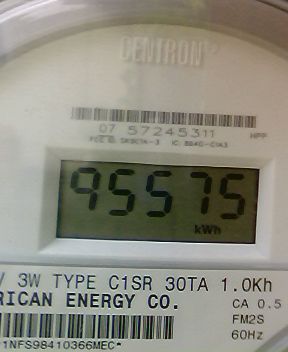 CENTRON
07 57245311 HPP
95575
kWh
V 3W TYPE C1SR 30TA 1.0Kh
RICAN ENERGY CO. CA 0.5
FM2S
60Hz
1NFS98410366MEC*